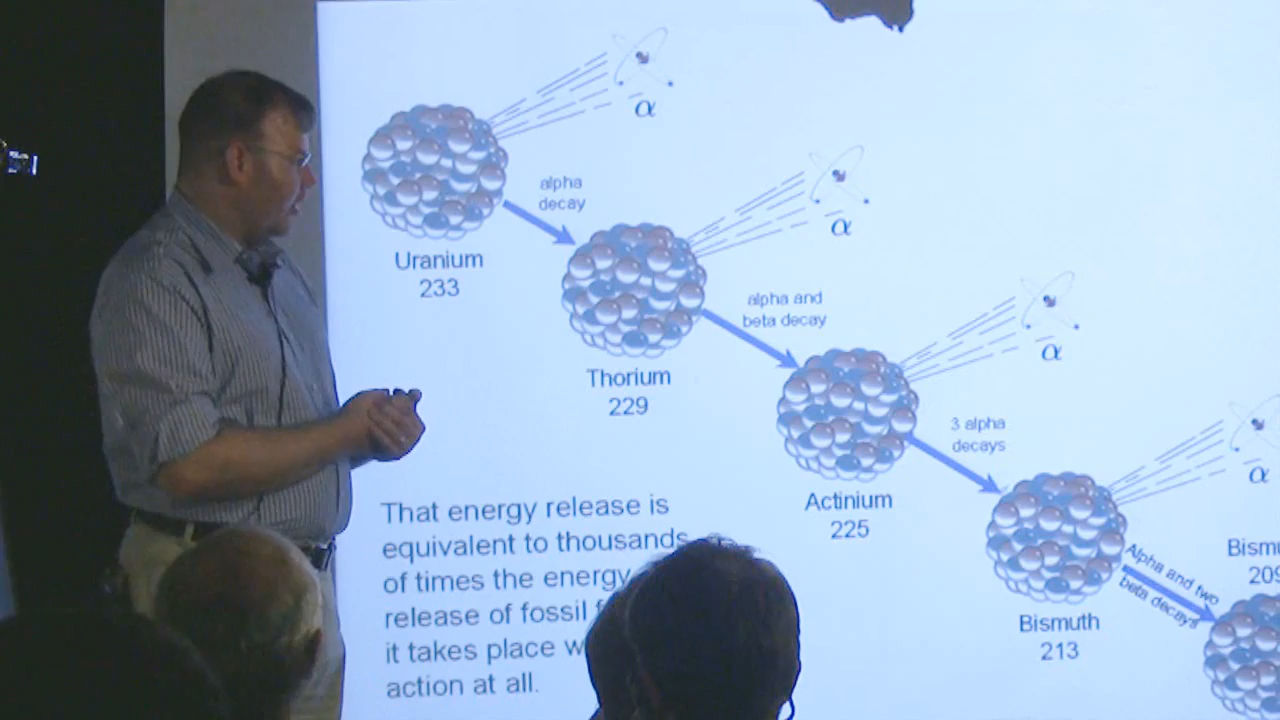 α
alpha
decay
Uranium
233
α
alpha and
beta decay
Thorium
229
α
3 alpha
decays
Actinium
225
α
Alpha and two
beta decays
Bismuth
213
209
That energy release is
equivalent to thousands
of times the energy
release of fossil
it takes place
action at all.